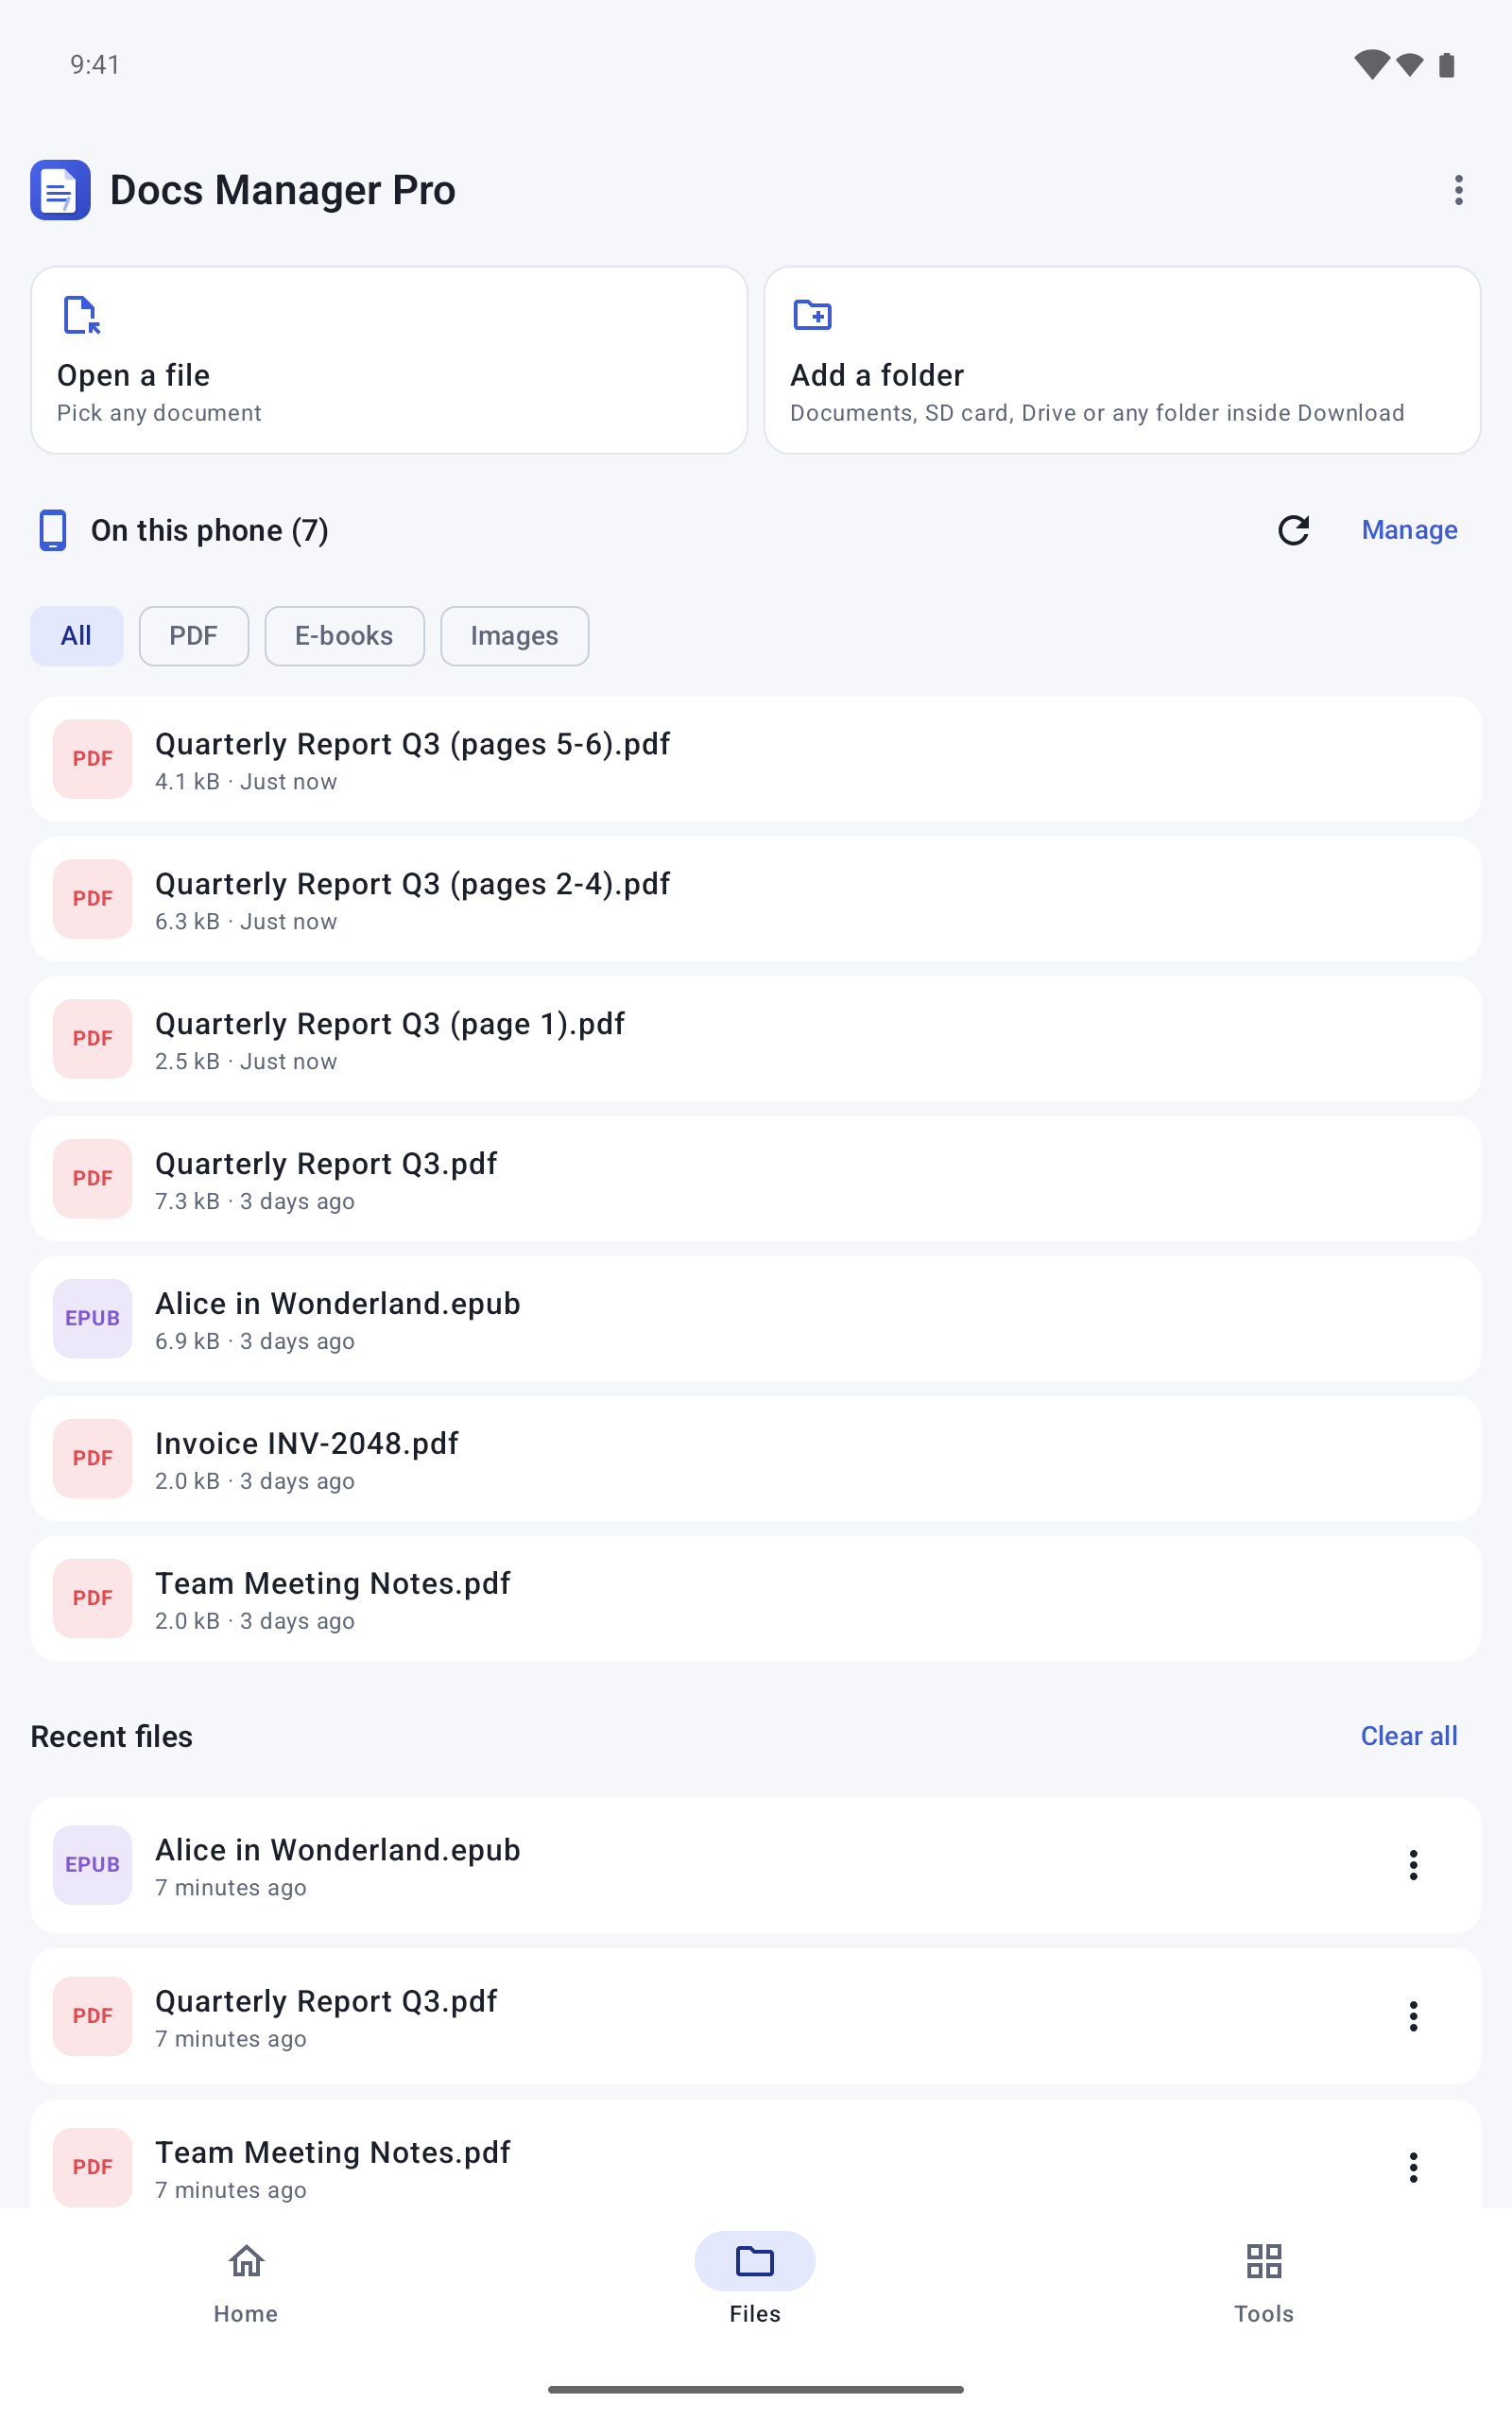 9:41
Docs Manager Pro
Open a file
Pick any document
Add a folder
Documents, SD card, Drive or any folder inside Download
On this phone (7)
Manage
All
PDF
E-books
Images
PDF
Quarterly Report Q3 (pages 5-6).pdf
4.1 kB · Just now
PDF
Quarterly Report Q3 (pages 2-4).pdf
6.3 kB · Just now
PDF
Quarterly Report Q3 (page 1).pdf
2.5 kB · Just now
PDF
Quarterly Report Q3.pdf
7.3 kB · 3 days ago
EPUB
Alice in Wonderland.epub
6.9 kB · 3 days ago
PDF
Invoice INV-2048.pdf
2.0 kB · 3 days ago
PDF
Team Meeting Notes.pdf
2.0 kB · 3 days ago
Recent files
Clear all
EPUB
Alice in Wonderland.epub
7 minutes ago
PDF
Quarterly Report Q3.pdf
7 minutes ago
PDF
Team Meeting Notes.pdf
7 minutes ago
Home
Files
Tools